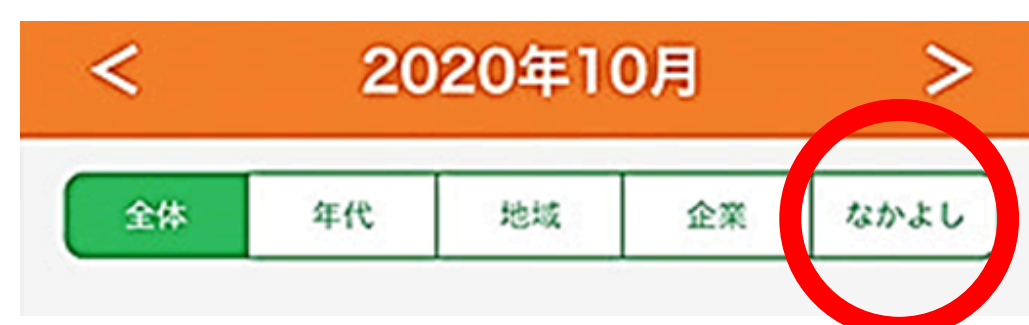 < 2020年10月 >
全体 年代 地域 企業 なかよし